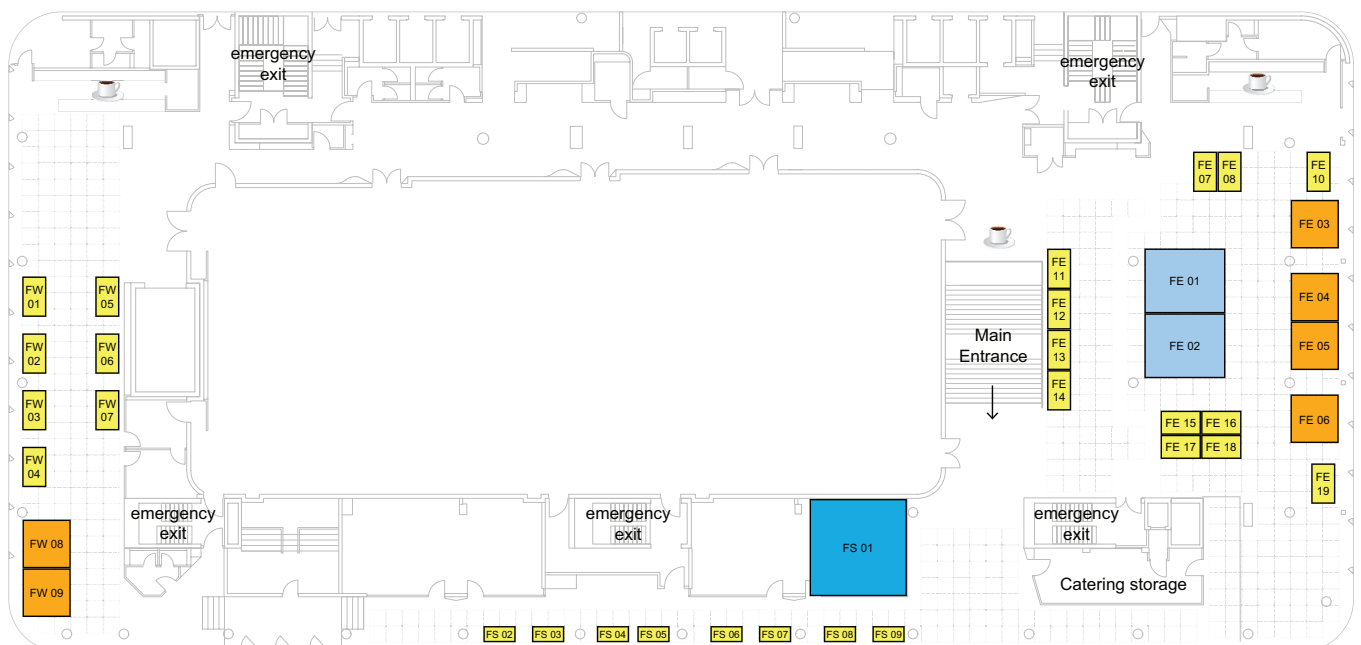 emergency
exit
emergency
exit
FE
07
FE
08
FE
10
FE 03
FE
11
FE 01
FW
01
FW
05
FE 04
FE
12
Main
Entrance
FE
13
FE 02
FE 05
FW
02
FW
06
FE
14
FW
03
FW
07
FE 15
FE 16
FE 06
FE 17
FE 18
FW
04
FE
19
emergency
exit
emergency
exit
emergency
exit
FW 08
FS 01
FW 09
Catering storage
FS 02
FS 03
FS 04
FS 05
FS 06
FS 07
FS 08
FS 09